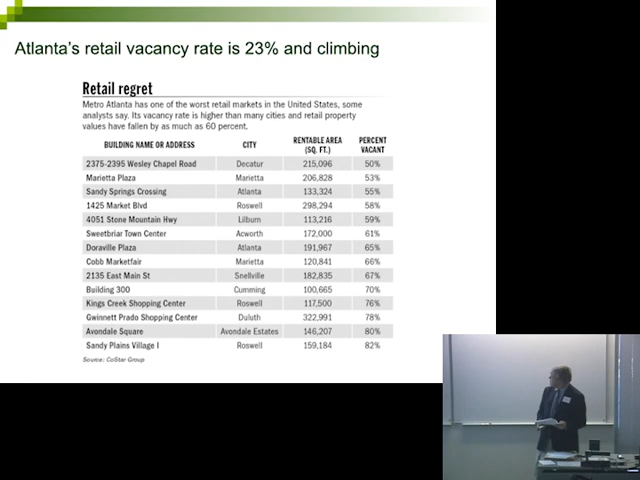 Atlanta's retail vacancy rate is 23% and climbing
Retail regret
Metro Atlanta has one of the worst retail markets in the United States, some
analysts say. Its vacancy rate is higher than many cities and retail property
values have fallen by as much as 60 percent.
BUILDING NAME OR ADDRESS CITY RENTABLE AREA (SQ. FT.) PERCENT VACANT
2375-2395 Wesley Chapel Road Decatur 215,096 50%
Marietta Plaza Marietta 206,828 53%
Sandy Springs Crossing Atlanta 133,324 55%
1425 Market Blvd Roswell 298,294 58%
4051 Stone Mountain Hwy Lilburn 113,216 59%
Sweetbriar Town Center Acworth 172,000 61%
Doraville Plaza Atlanta 191,967 65%
Cobb Marketfair Marietta 120,841 66%
2135 East Main St Snellville 182,835 67%
Building 300 Cumming 100,665 70%
Kings Creek Shopping Center Roswell 117,500 76%
Gwinnett Prado Shopping Center Duluth 322,991 78%
Avondale Square Avondale Estates 146,207 80%
Sandy Plains Village I Roswell 159,184 82%
Source: CoStar Group